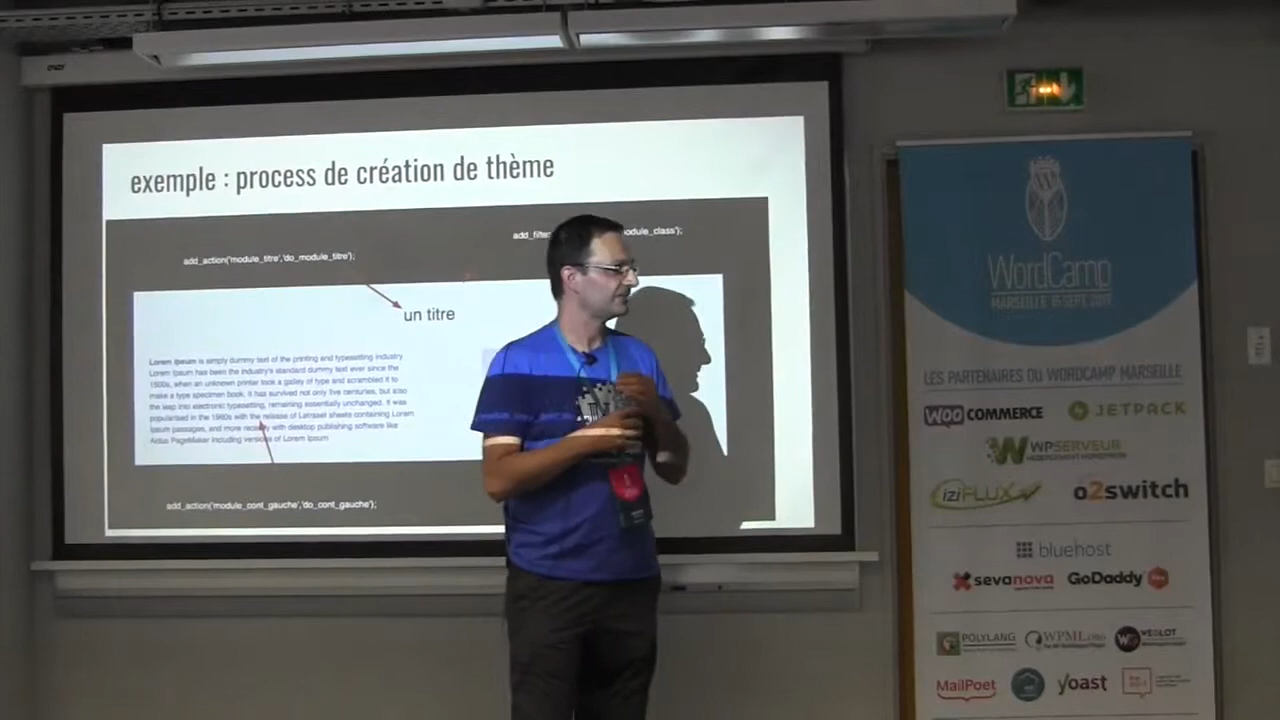 exemple : process de création de thème
add_action('module_titre','do_module_titre');
un titre
Lorem Ipsum is simply dummy text of the printing and typesetting industry
Lorem Ipsum has been the industry's standard dummy text ever since the
1500s, when an unknown printer took a galley of type and scrambled it to
make a type specimen book. It has survived not only five centuries, but also
the leap into electronic typesetting, remaining essentially unchanged. It was
popularised in the 1960s with the release of Letraset sheets containing Lorem
Ipsum passages, and more recently with desktop publishing software like
Aldus PageMaker including versions of Lorem Ipsum
add_action('module_cont_gauche','do_cont_gauche');
WordCamp
MARSEILLE 16 SEPT 2017
LES PARTENAIRES DU WORDCAMP MARSEILLE
WOO COMMERCE
JETPACK
WPSERVEUR
iziFLUX
o2switch
bluehost
sevanova
GoDaddy
POLYLANG
WPML.ORG
WEGLOT
MailPoet
yoast